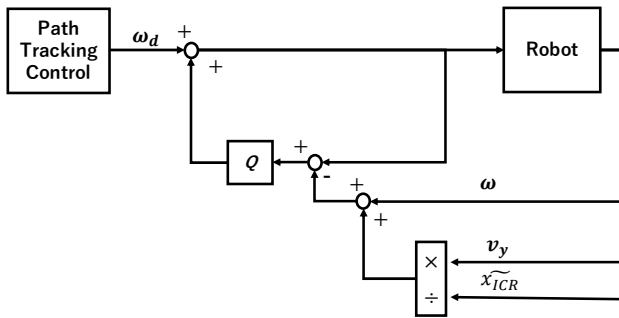 Path
Tracking
Control
ω_d
+
+
Robot
Q
+
-
+
ω
+
v_y
×
x̃_ICR
÷